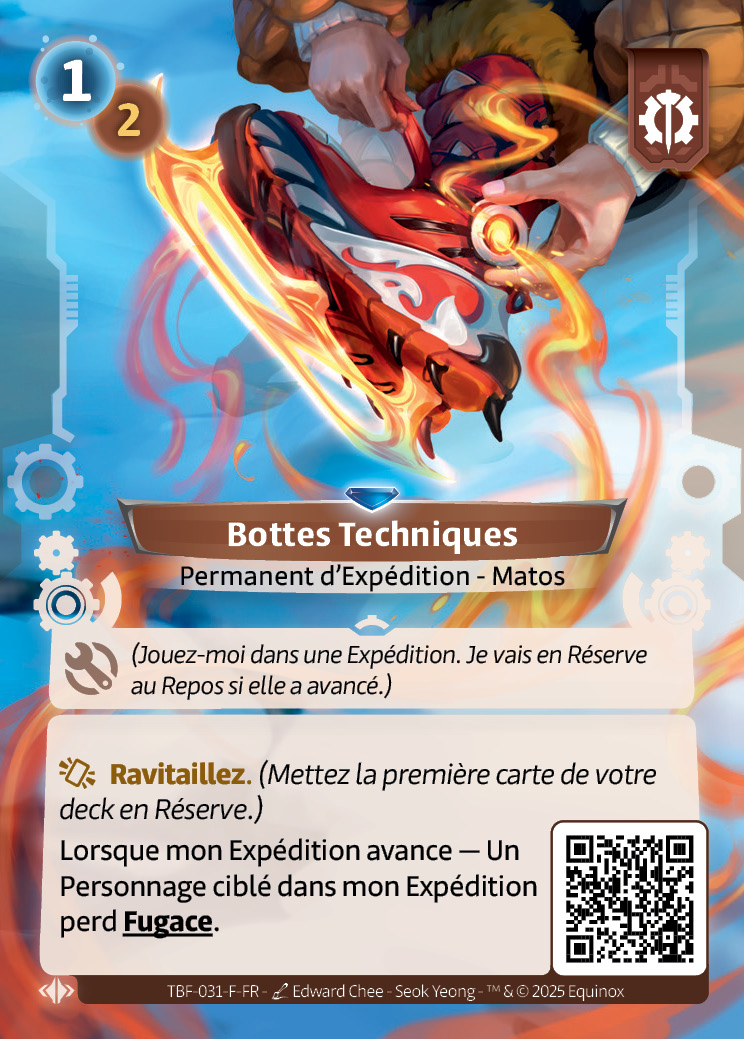 1
2
Bottes Techniques
Permanent d'Expédition - Matos
(Jouez-moi dans une Expédition. Je vais en Réserve
au Repos si elle a avancé.)
Ravitaillez. (Mettez la première carte de votre
deck en Réserve.)
Lorsque mon Expédition avance — Un
Personnage ciblé dans mon Expédition
perd Fugace.
TBF-031-F-FR - Edward Chee - Seok Yeong - ™ & © 2025 Equinox